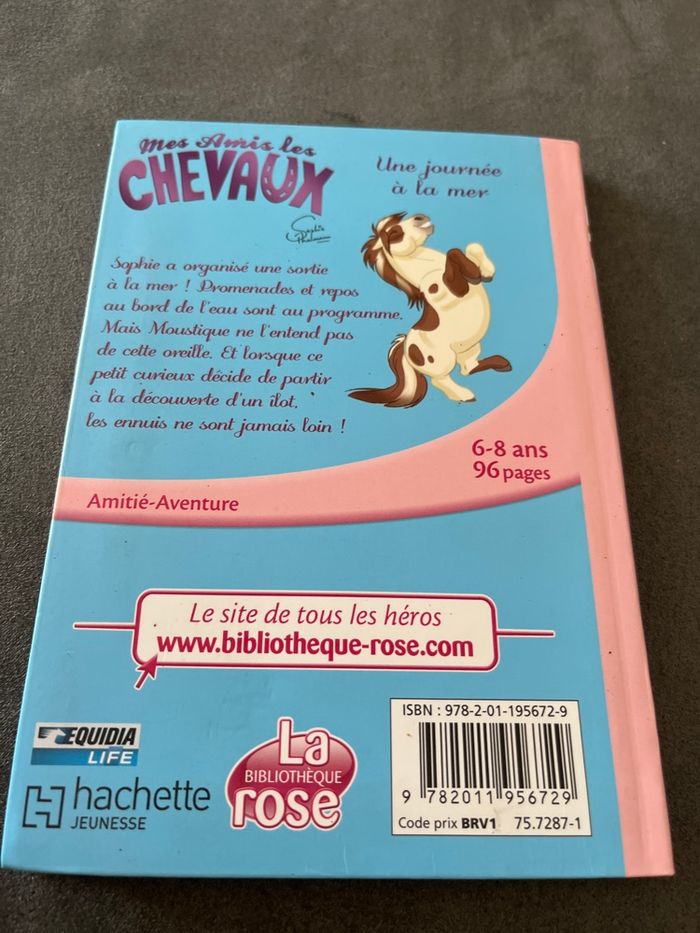 Mes Amis les
CHEVAUX
Sophie
Thalmann
Une journée
à la mer
Sophie a organisé une sortie
à la mer ! Promenades et repos
au bord de l'eau sont au programme.
Mais Moustique ne l'entend pas
de cette oreille. Et lorsque ce
petit curieux décide de partir
à la découverte d'un îlot,
les ennuis ne sont jamais loin !
6-8 ans
96 pages
Amitié-Aventure
Le site de tous les héros
www.bibliotheque-rose.com
EQUIDIA
LIFE
hachette
JEUNESSE
La
BIBLIOTHÈQUE
rose
ISBN : 978-2-01-195672-9
9 782011 956729
Code prix BRV1 75.7287-1